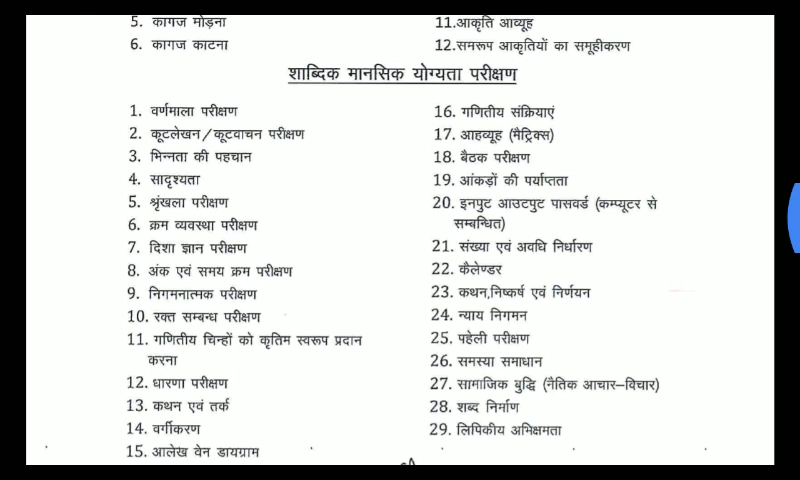 5. कागज मोड़ना
6. कागज काटना
11.आकृति आव्यूह
12.समरूप आकृतियों का समूहीकरण
शाब्दिक मानसिक योग्यता परीक्षण
1. वर्णमाला परीक्षण
2. कूटलेखन/कूटवाचन परीक्षण
3. भिन्नता की पहचान
4. सादृश्यता
5. श्रृंखला परीक्षण
6. क्रम व्यवस्था परीक्षण
7. दिशा ज्ञान परीक्षण
8. अंक एवं समय क्रम परीक्षण
9. निगमनात्मक परीक्षण
10. रक्त सम्बन्ध परीक्षण
11. गणितीय चिन्हों को कृतिम स्वरूप प्रदान
करना
12. धारणा परीक्षण
13. कथन एवं तर्क
14. वर्गीकरण
15. आलेख वेन डायग्राम
16. गणितीय संक्रियाएं
17. आहव्यूह (मैट्रिक्स)
18. बैठक परीक्षण
19. आंकड़ों की पर्याप्तता
20. इनपुट आउटपुट पासवर्ड (कम्प्यूटर से
सम्बन्धित)
21. संख्या एवं अवधि निर्धारण
22. कैलेण्डर
23. कथन,निष्कर्ष एवं निर्णयन
24. न्याय निगमन
25. पहेली परीक्षण
26. समस्या समाधान
27. सामाजिक बुद्धि (नैतिक आचार–विचार)
28. शब्द निर्माण
29. लिपिकीय अभिक्षमता